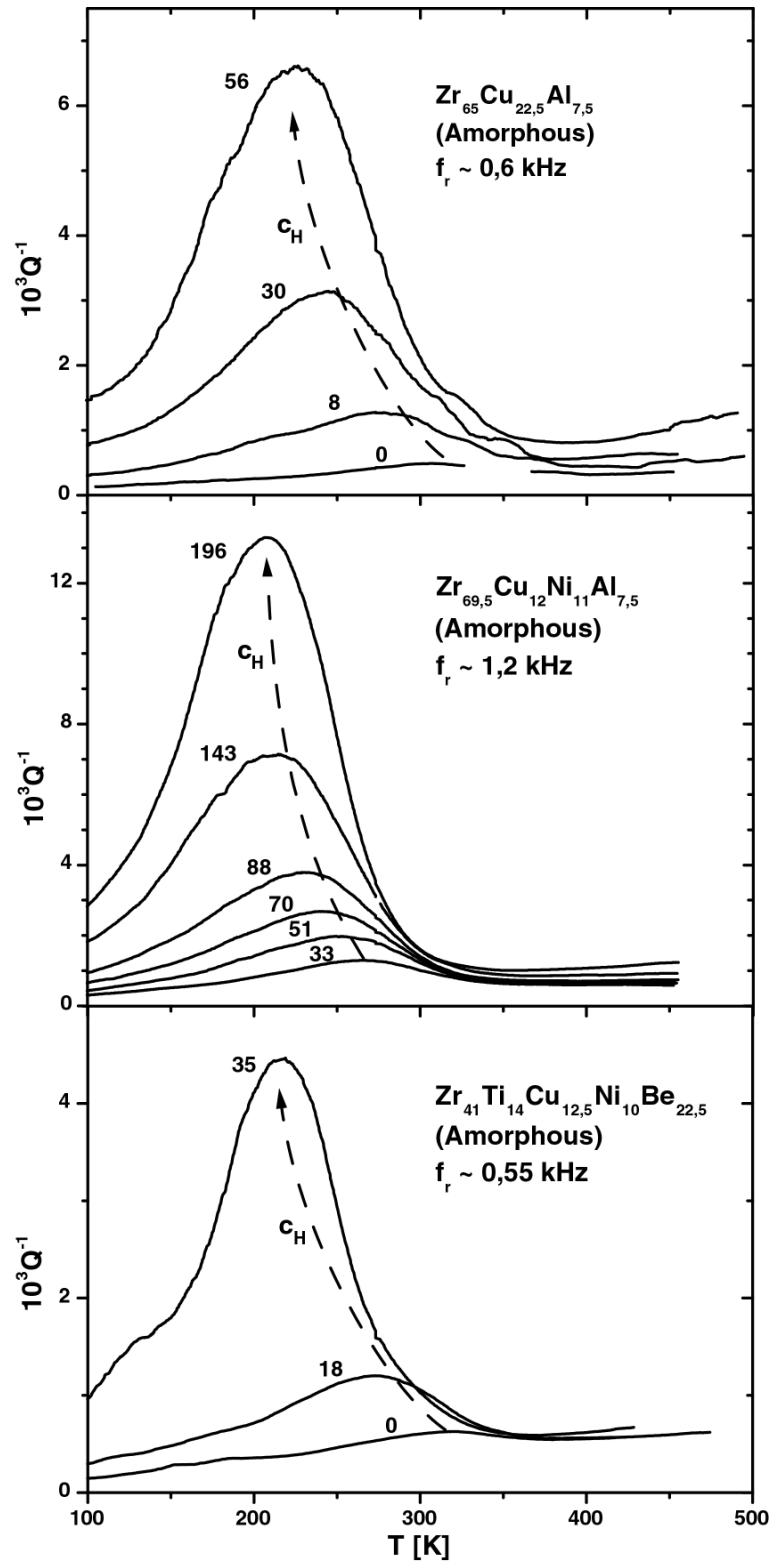 56
Zr65Cu22,5Al7,5
(Amorphous)
fr ~ 0,6 kHz
6
cH
4
30
2
8
0
0
10³Q⁻¹
196
Zr69,5Cu12Ni11Al7,5
(Amorphous)
fr ~ 1,2 kHz
12
cH
143
8
88
70
51
33
4
0
10³Q⁻¹
35
Zr41Ti14Cu12,5Ni10Be22,5
(Amorphous)
fr ~ 0,55 kHz
4
cH
2
18
0
0
10³Q⁻¹
100 200 300 400 500
T [K]